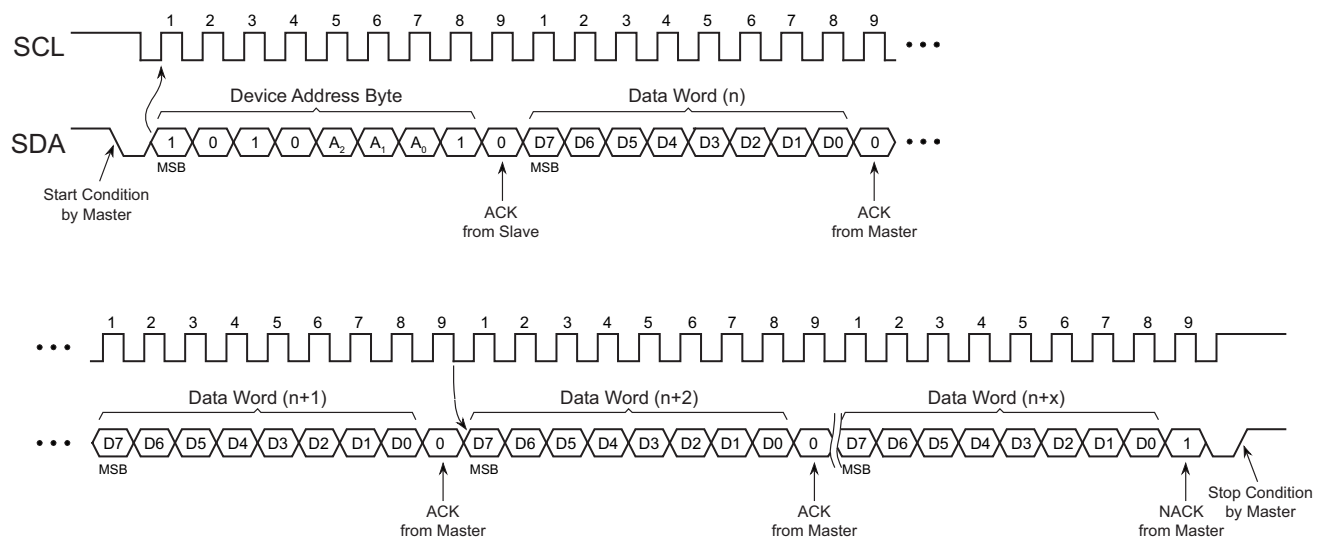 1 2 3 4 5 6 7 8 9 1 2 3 4 5 6 7 8 9
SCL
Device Address Byte Data Word (n)
SDA 1 0 1 0 A2 A1 A0 1 0 D7 D6 D5 D4 D3 D2 D1 D0 0
MSB MSB
Start Condition
by Master
ACK
from Slave
ACK
from Master
1 2 3 4 5 6 7 8 9 1 2 3 4 5 6 7 8 9 1 2 3 4 5 6 7 8 9
Data Word (n+1) Data Word (n+2) Data Word (n+x)
D7 D6 D5 D4 D3 D2 D1 D0 0 D7 D6 D5 D4 D3 D2 D1 D0 0 D7 D6 D5 D4 D3 D2 D1 D0 1
MSB MSB MSB
ACK
from Master
ACK
from Master
NACK
from Master
Stop Condition
by Master